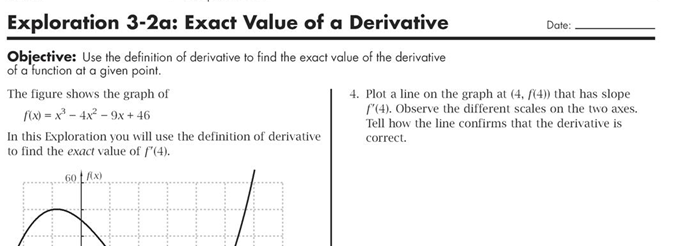 Exploration 3-2a: Exact Value of a Derivative
Date:
Objective: Use the definition of derivative to find the exact value of the derivative
of a function at a given point.
The figure shows the graph of
f(x) = x³ − 4x² − 9x + 46
In this Exploration you will use the definition of derivative
to find the exact value of f′(4).
60 f(x)
4. Plot a line on the graph at (4, f(4)) that has slope
f′(4). Observe the different scales on the two axes.
Tell how the line confirms that the derivative is
correct.